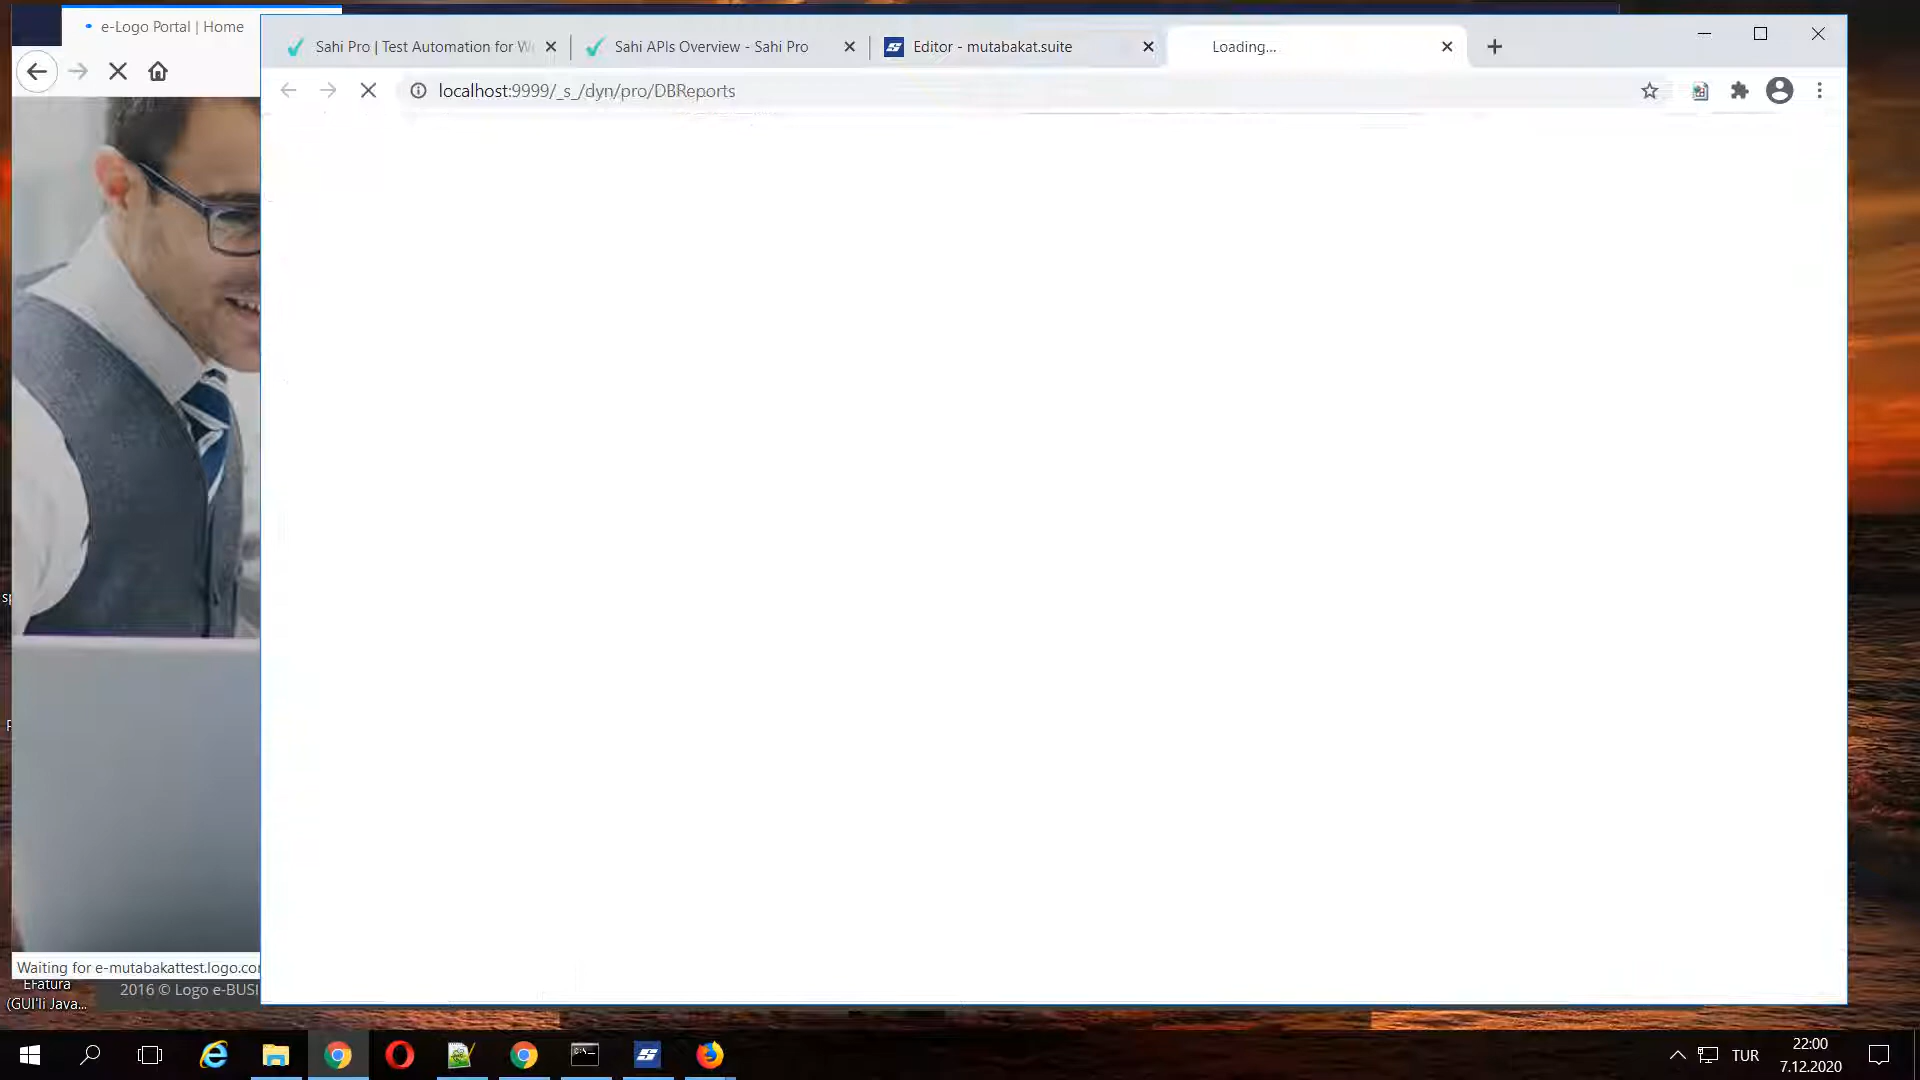 e-Logo Portal | Home
Sahi Pro | Test Automation for W
Sahi APIs Overview - Sahi Pro
Editor - mutabakat.suite
Loading...
localhost:9999/_s_/dyn/pro/DBReports
Waiting for e-mutabakattest.logo.co
EFatura
(GUI'li Java...
2016 © Logo e-BUSI
TUR
22:00
7.12.2020